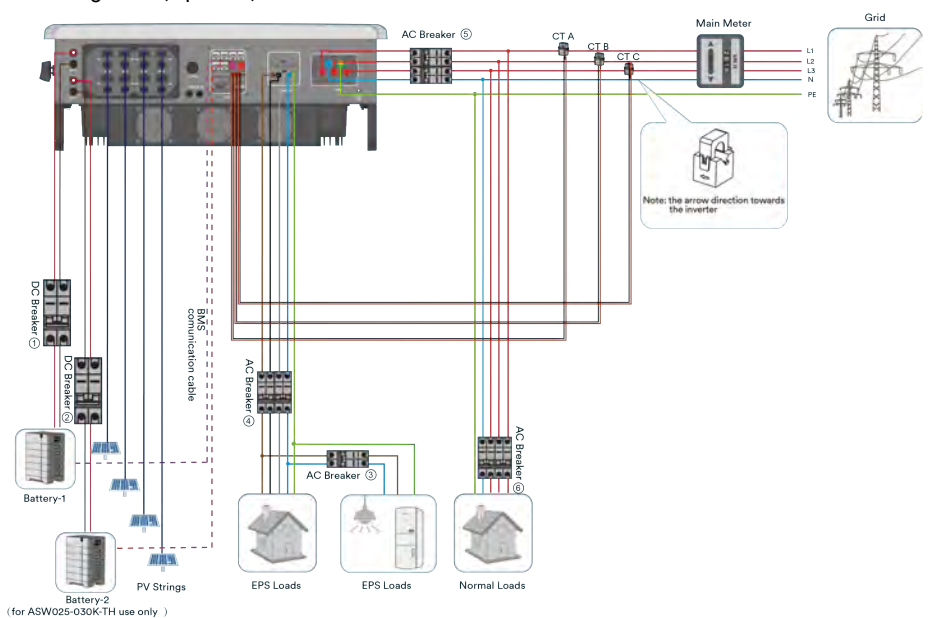 AC Breaker ⑤
CT A
CT B
CT C
Main Meter
Grid
L1
L2
L3
N
PE
Note: the arrow direction towards
the inverter
DC Breaker ①
DC Breaker ②
BMS
comunication cable
AC Breaker ④
AC Breaker ③
AC Breaker ⑥
Battery-1
Battery-2
(for ASW025-030K-TH use only )
PV Strings
EPS Loads
EPS Loads
Normal Loads